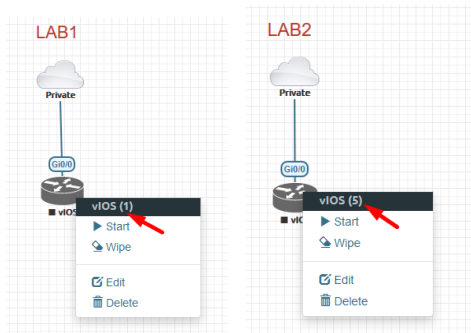 LAB1
Private
Gi0/0
vIOS (1)
vIOS
Start
Wipe
Edit
Delete
LAB2
Private
Gi0/0
vIOS (5)
Start
Wipe
Edit
Delete